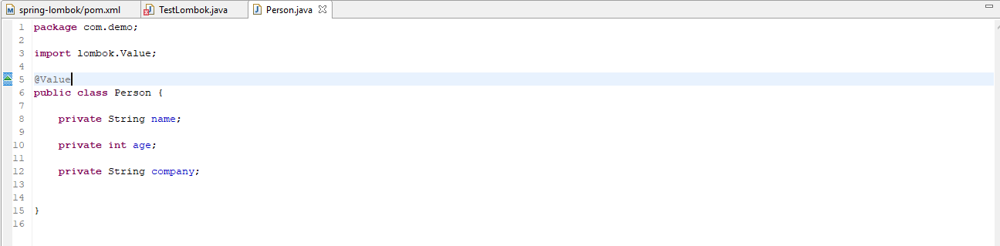 spring-lombok/pom.xml TestLombok.java Person.java
1 package com.demo;
2
3 import lombok.Value;
4
5 @Value
6 public class Person {
7
8 private String name;
9
10 private int age;
11
12 private String company;
13
14
15 }
16